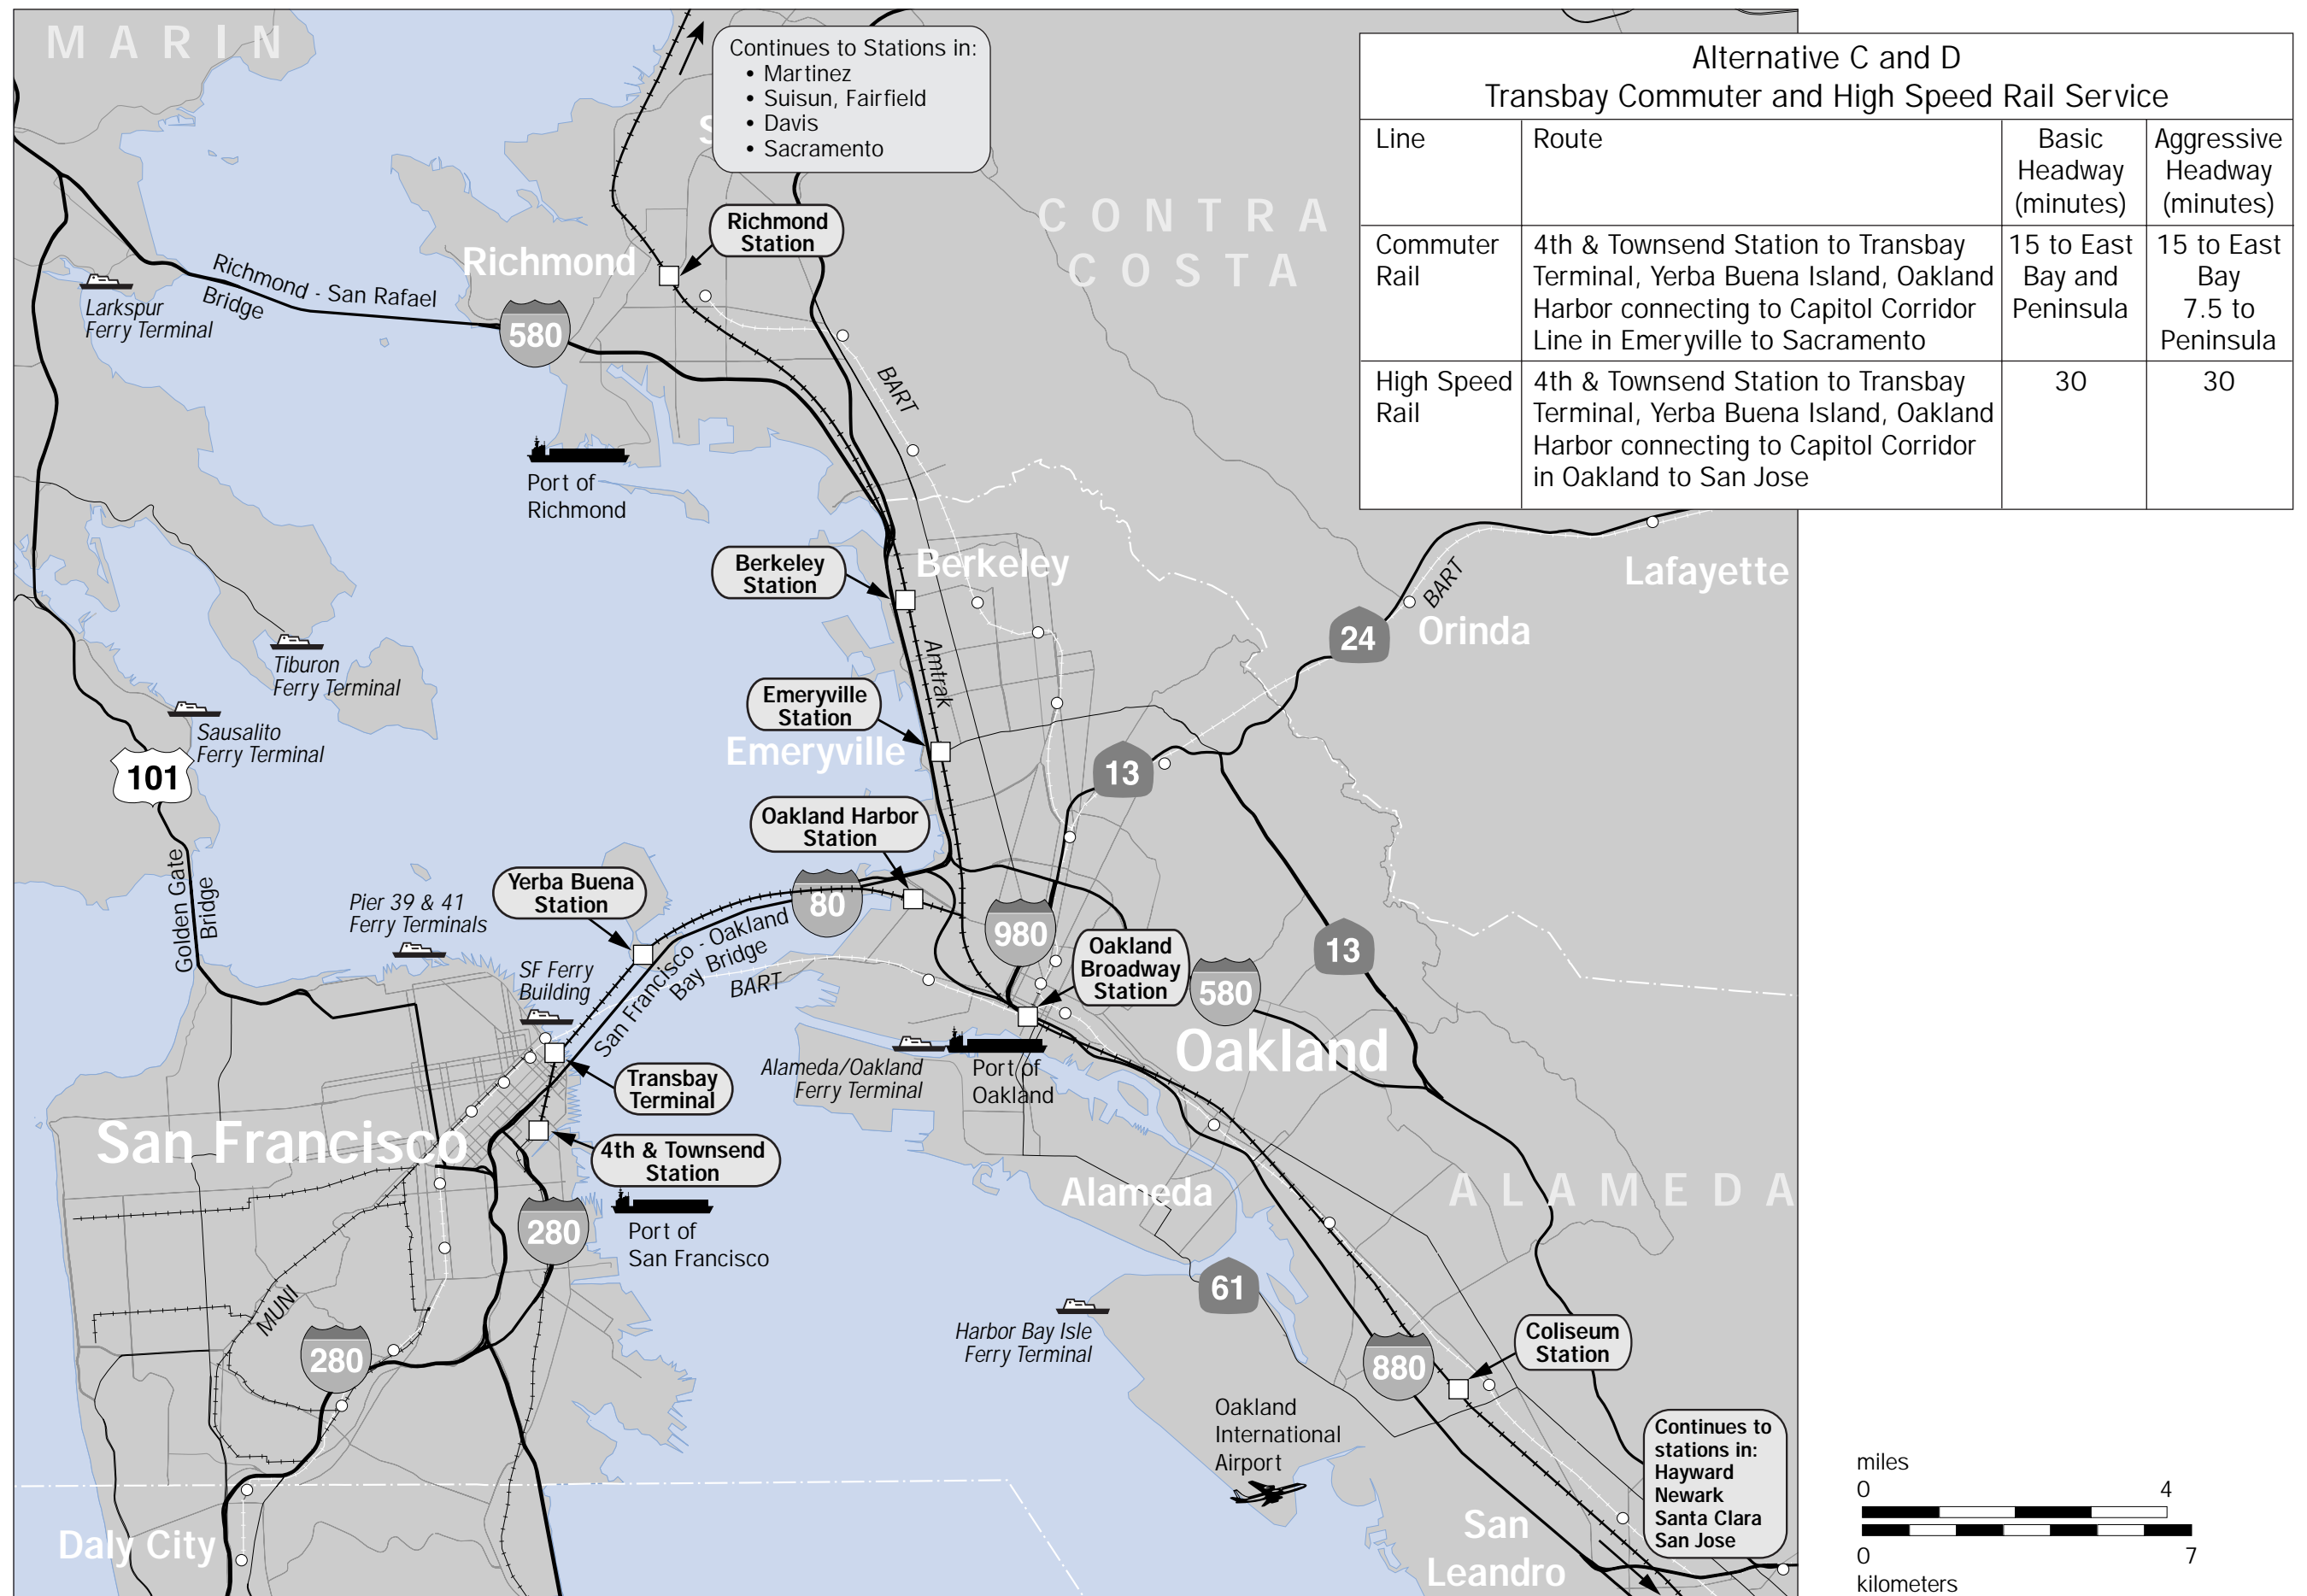 MARIN
Continues to Stations in:
• Martinez
• Suisun, Fairfield
• Davis
• Sacramento
S
Alternative C and D
Transbay Commuter and High Speed Rail Service
Line
Route
Basic
Headway
(minutes)
Aggressive
Headway
(minutes)
Commuter
Rail
4th & Townsend Station to Transbay
Terminal, Yerba Buena Island, Oakland
Harbor connecting to Capitol Corridor
Line in Emeryville to Sacramento
15 to East
Bay and
Peninsula
15 to East
Bay
7.5 to
Peninsula
High Speed
Rail
4th & Townsend Station to Transbay
Terminal, Yerba Buena Island, Oakland
Harbor connecting to Capitol Corridor
in Oakland to San Jose
30
30
CONTRA
COSTA
Richmond
Station
Richmond
Richmond - San Rafael
Bridge
Larkspur
Ferry Terminal
580
BART
Port of
Richmond
Berkeley
Station
Berkeley
Lafayette
BART
Orinda
24
Amtrak
Tiburon
Ferry Terminal
Emeryville
Station
Emeryville
Sausalito
Ferry Terminal
101
13
Oakland Harbor
Station
Golden Gate
Bridge
Yerba Buena
Station
Pier 39 & 41
Ferry Terminals
80
980
13
San Francisco - Oakland
Bay Bridge
BART
Oakland
Broadway
Station
580
SF Ferry
Building
Oakland
Alameda/Oakland
Ferry Terminal
Port of
Oakland
Transbay
Terminal
San Francisco
4th & Townsend
Station
Alameda
ALAMEDA
280
Port of
San Francisco
61
MUNI
Harbor Bay Isle
Ferry Terminal
280
880
Coliseum
Station
Oakland
International
Airport
Continues to
stations in:
Hayward
Newark
Santa Clara
San Jose
Daly City
San
Leandro
miles
0 4
0 7
kilometers